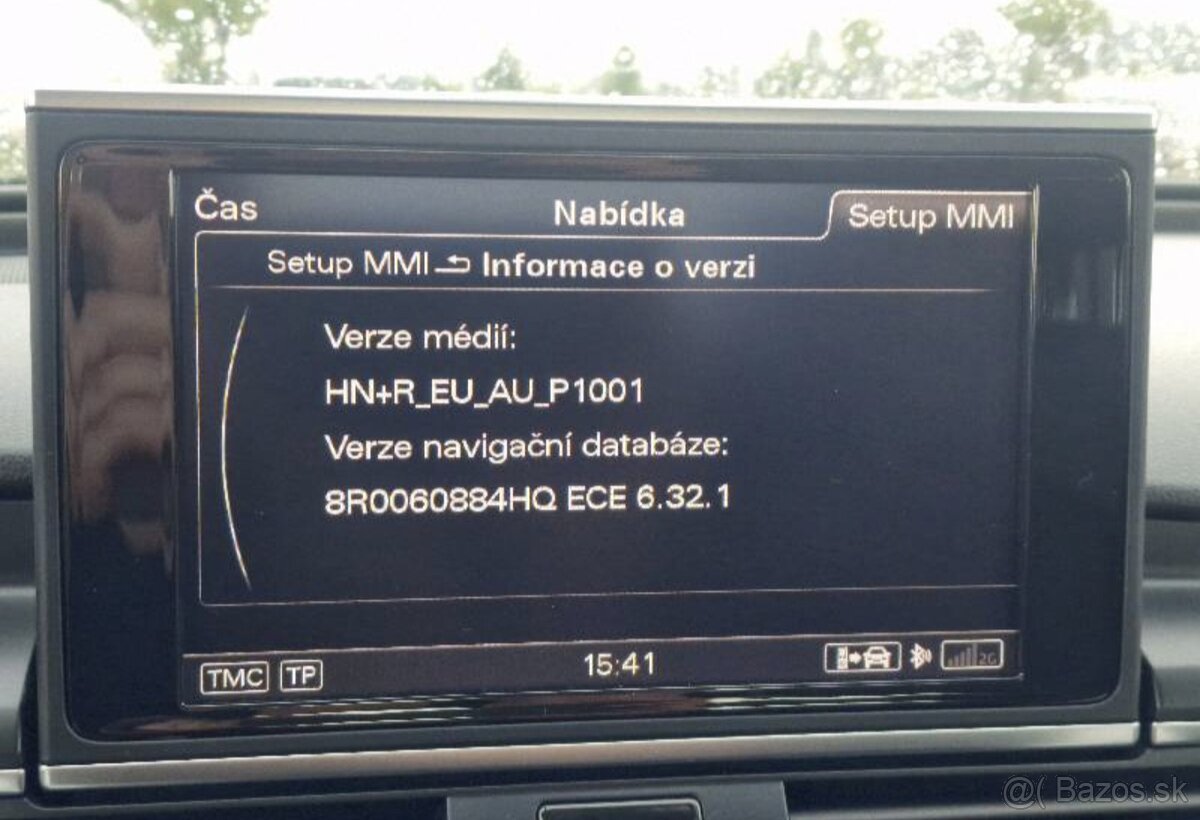 Čas Nabídka Setup MMI
Setup MMI Informace o verzi
Verze médií:
HN+R_EU_AU_P1001
Verze navigační databáze:
8R0060884HQ ECE 6.32.1
TMC TP 15:41 2G
@( Bazos.sk